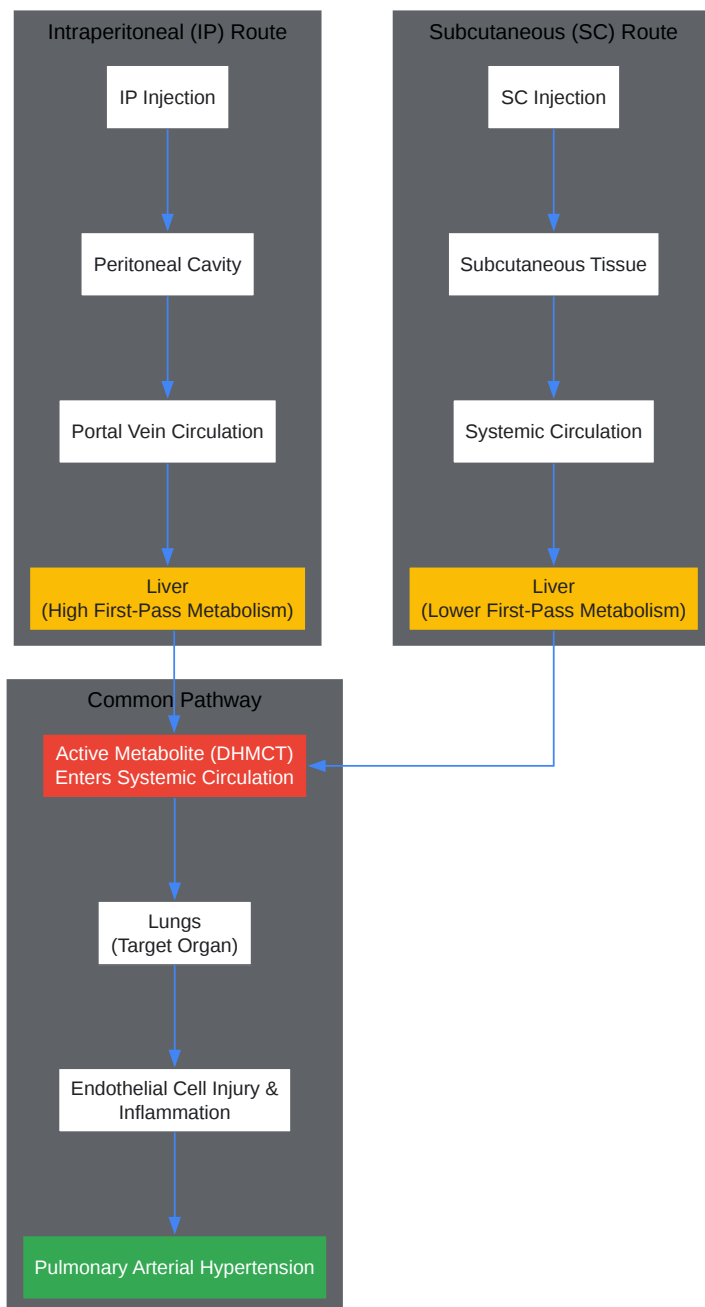 Intraperitoneal (IP) Route
IP Injection
Peritoneal Cavity
Portal Vein Circulation
Liver
(High First-Pass Metabolism)
Subcutaneous (SC) Route
SC Injection
Subcutaneous Tissue
Systemic Circulation
Liver
(Lower First-Pass Metabolism)
Common Pathway
Active Metabolite (DHMCT)
Enters Systemic Circulation
Lungs
(Target Organ)
Endothelial Cell Injury &
Inflammation
Pulmonary Arterial Hypertension